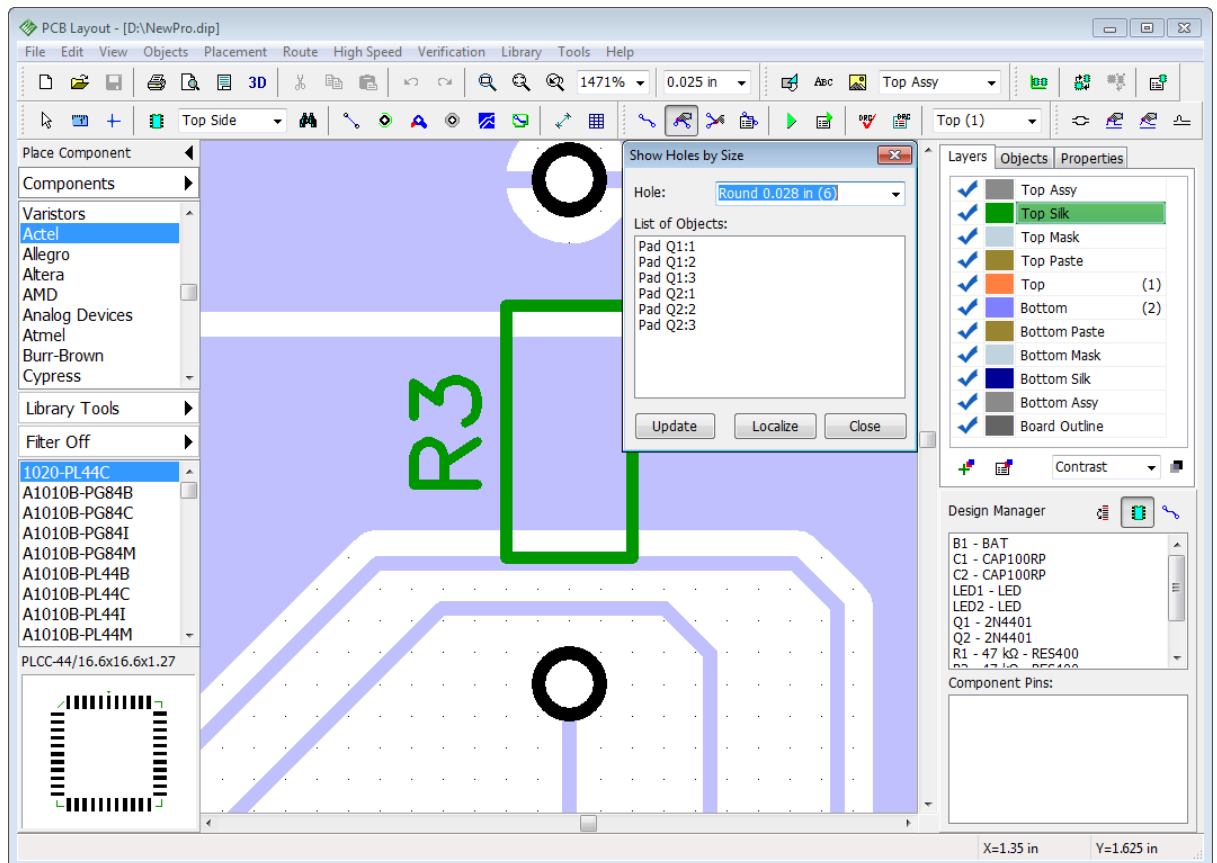 PCB Layout - [D:\NewPro.dip]
File Edit View Objects Placement Route High Speed Verification Library Tools Help
3D 1471% 0.025 in ABC Top Assy
Top Side DRC DRC Top (1)
Place Component
Components
Varistors
Actel
Allegro
Altera
AMD
Analog Devices
Atmel
Burr-Brown
Cypress
Library Tools
Filter Off
1020-PL44C
A1010B-PG84B
A1010B-PG84C
A1010B-PG84I
A1010B-PG84M
A1010B-PL44B
A1010B-PL44C
A1010B-PL44I
A1010B-PL44M
PLCC-44/16.6x16.6x1.27
R3
Show Holes by Size
Hole: Round 0.028 in (6)
List of Objects:
Pad Q1:1
Pad Q1:2
Pad Q1:3
Pad Q2:1
Pad Q2:2
Pad Q2:3
Update Localize Close
Layers Objects Properties
Top Assy
Top Silk
Top Mask
Top Paste
Top (1)
Bottom (2)
Bottom Paste
Bottom Mask
Bottom Silk
Bottom Assy
Board Outline
Contrast
Design Manager
B1 - BAT
C1 - CAP100RP
C2 - CAP100RP
LED1 - LED
LED2 - LED
Q1 - 2N4401
Q2 - 2N4401
R1 - 47 kΩ - RES400
Component Pins:
X=1.35 in Y=1.625 in